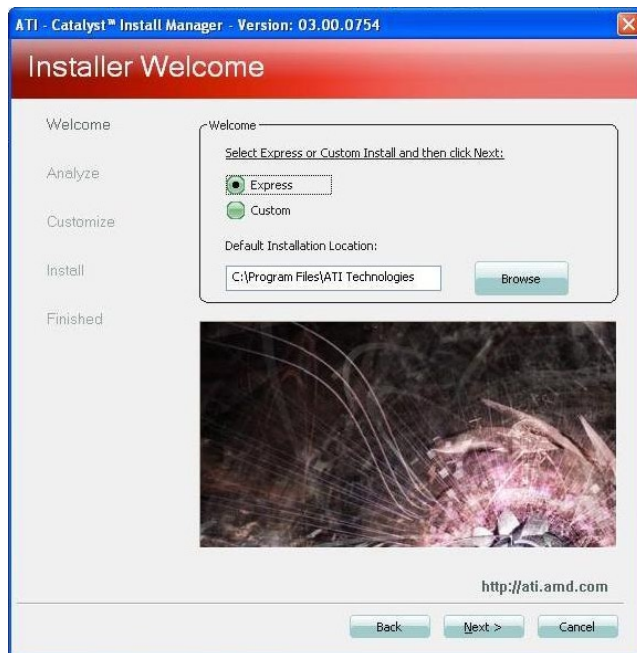 ATI - Catalyst™ Install Manager - Version: 03.00.0754
Installer Welcome
Welcome
Analyze
Customize
Install
Finished
Welcome
Select Express or Custom Install and then click Next:
Express
Custom
Default Installation Location:
C:\Program Files\ATI Technologies
Browse
http://ati.amd.com
Back
Next >
Cancel